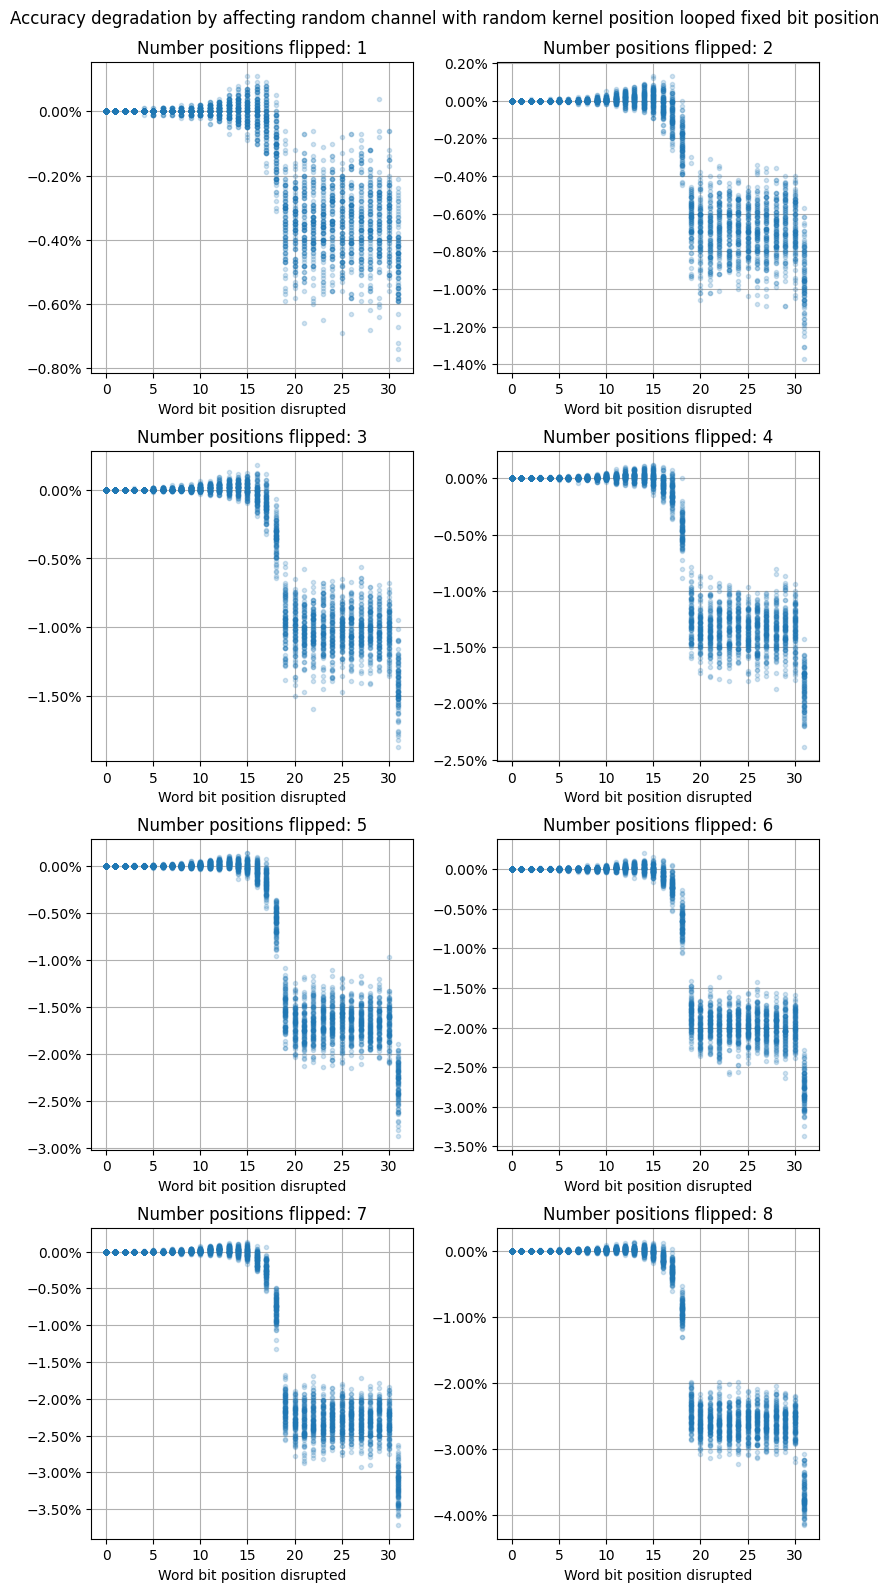 Accuracy degradation by affecting random channel with random kernel position looped fixed bit position
Number positions flipped: 1
0.00%
−0.20%
−0.40%
−0.60%
−0.80%
0 5 10 15 20 25 30
Word bit position disrupted
Number positions flipped: 2
0.20%
0.00%
−0.20%
−0.40%
−0.60%
−0.80%
−1.00%
−1.20%
−1.40%
0 5 10 15 20 25 30
Word bit position disrupted
Number positions flipped: 3
0.00%
−0.50%
−1.00%
−1.50%
0 5 10 15 20 25 30
Word bit position disrupted
Number positions flipped: 4
0.00%
−0.50%
−1.00%
−1.50%
−2.00%
−2.50%
0 5 10 15 20 25 30
Word bit position disrupted
Number positions flipped: 5
0.00%
−0.50%
−1.00%
−1.50%
−2.00%
−2.50%
−3.00%
0 5 10 15 20 25 30
Word bit position disrupted
Number positions flipped: 6
0.00%
−0.50%
−1.00%
−1.50%
−2.00%
−2.50%
−3.00%
−3.50%
0 5 10 15 20 25 30
Word bit position disrupted
Number positions flipped: 7
0.00%
−0.50%
−1.00%
−1.50%
−2.00%
−2.50%
−3.00%
−3.50%
0 5 10 15 20 25 30
Word bit position disrupted
Number positions flipped: 8
0.00%
−1.00%
−2.00%
−3.00%
−4.00%
0 5 10 15 20 25 30
Word bit position disrupted